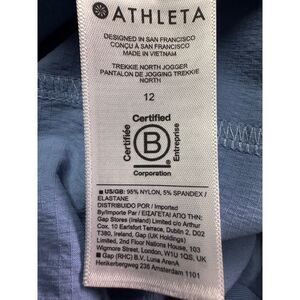 ATHLETA
DESIGNED IN SAN FRANCISCO
CONÇU À SAN FRANCISCO
MADE IN VIETNAM
TREKKIE NORTH JOGGER
PANTALON DE JOGGING TREKKIE
NORTH
12
Certified
Certifiée
B
Entreprise
Corporation
US/GB: 95% NYLON, 5% SPANDEX /
ELASTANE
DISTRIBUIDO POR / Imported
By/Importe Par / ΕΙΣΑΓΕΤΑΙ ΑΠΟ
Gap Stores (Ireland) Limited c/o Arthur
Cox, 10 Earlsfort Terrace, Dublin 2, D02
T380, Ireland, Gap (UK Holdings)
Limited, 2nd Floor Nations House, 103
Wigmore Street, London, W1U 1QS, UK
Gap (RHC) B.V., Luna ArenA
Herikerbergweg 238 Amsterdam 1101